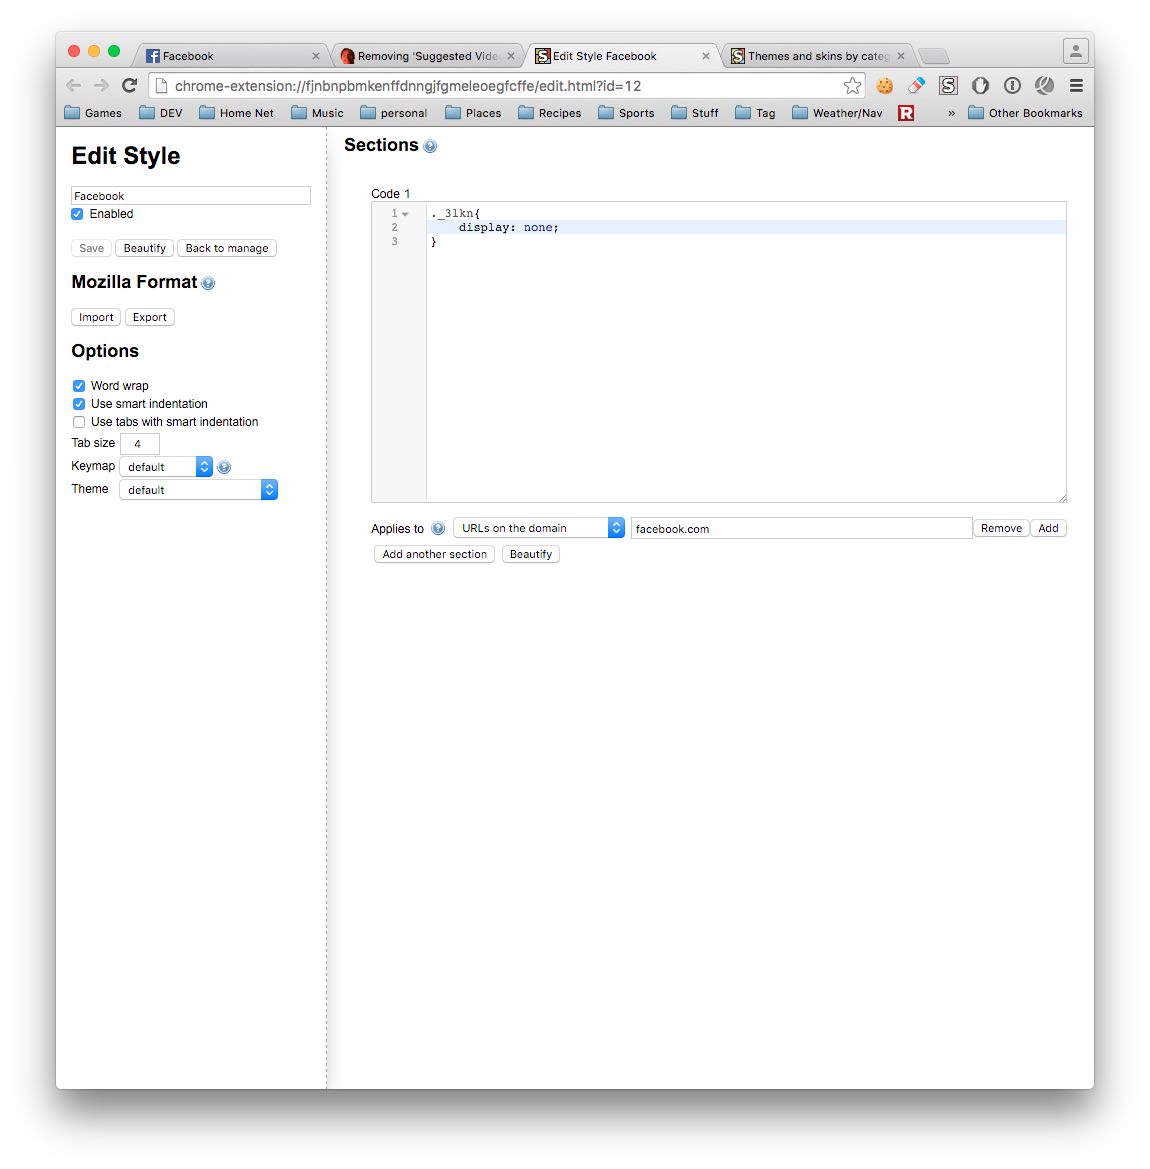 Facebook
Removing 'Suggested Vide
Edit Style Facebook
Themes and skins by categ
chrome-extension://fjnbnpbmkenffdnngjfgmeleoegfcffe/edit.html?id=12
Games DEV Home Net Music personal Places Recipes Sports Stuff Tag Weather/Nav R » Other Bookmarks
Edit Style
Facebook
Enabled
Save Beautify Back to manage
Mozilla Format ?
Import Export
Options
Word wrap
Use smart indentation
Use tabs with smart indentation
Tab size 4
Keymap default ?
Theme default
Sections ?
Code 1
1 ._3lkn{
2 display: none;
3 }
Applies to ? URLs on the domain facebook.com Remove Add
Add another section Beautify